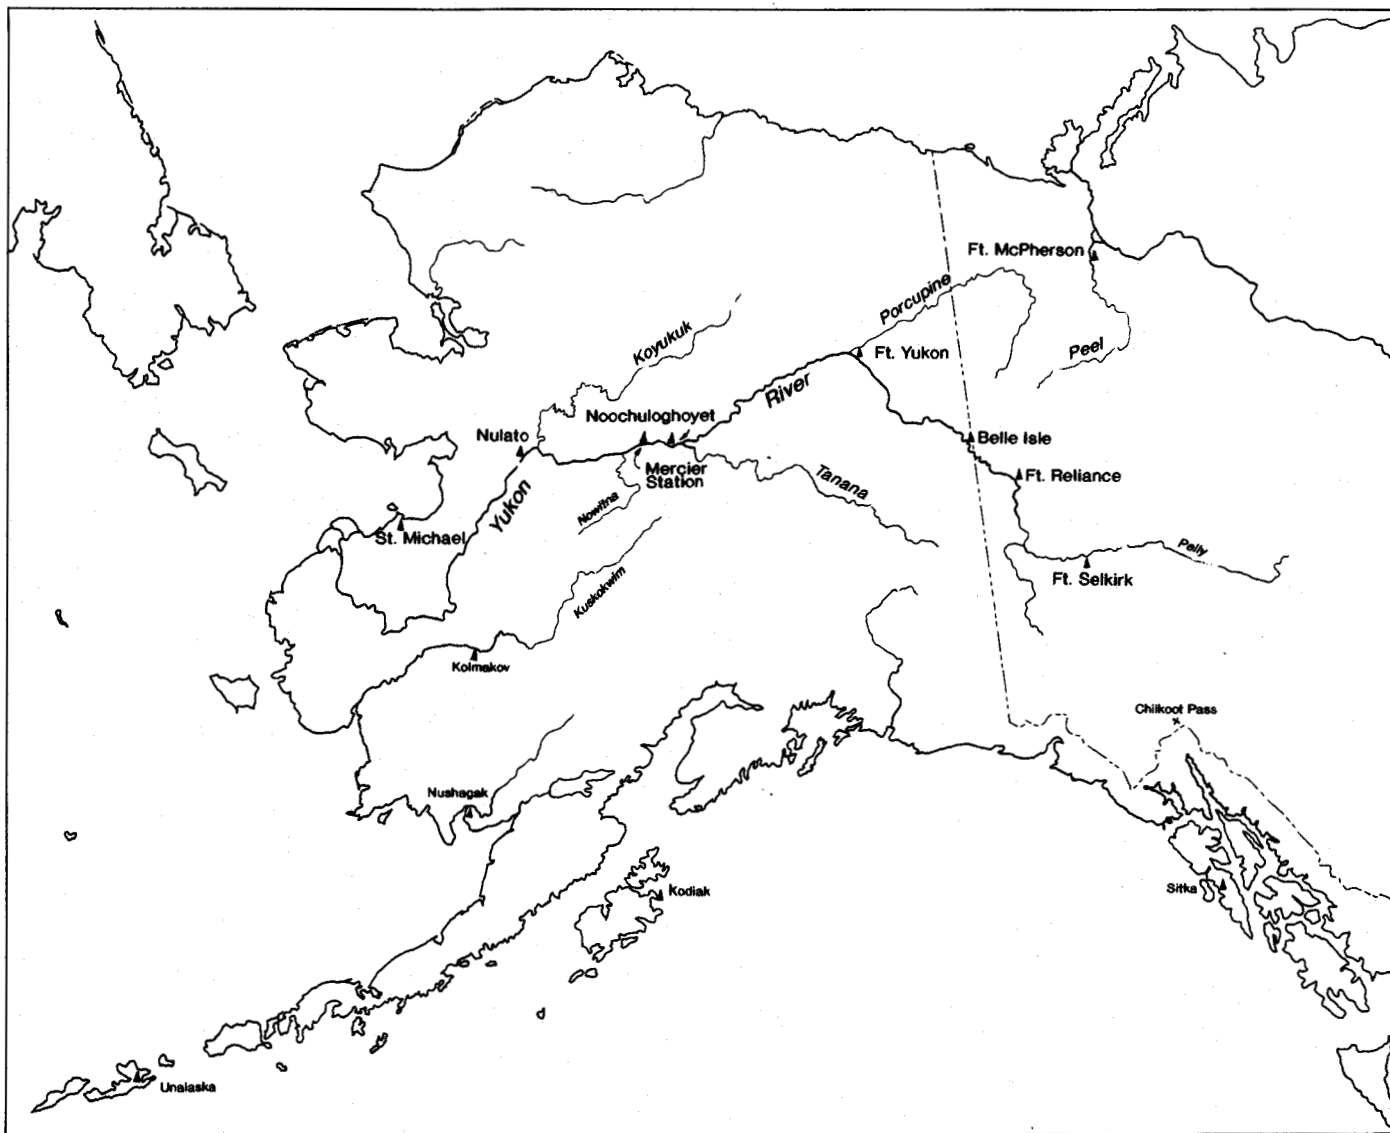 Ft. McPherson
Porcupine
Koyukuk
Peel
Ft. Yukon
River
Noochuloghoyet
Nulato
Belle Isle
Mercier
Station
Tanana
Ft. Reliance
Nowitna
Yukon
St. Michael
Pelly
Ft. Selkirk
Kuskokwim
Kolmakov
Chilkoot Pass
Nushagak
Kodiak
Sitka
Unalaska